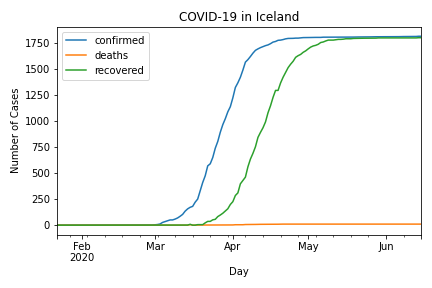 COVID-19 in Iceland
confirmed
deaths
recovered
Number of Cases
1750
1500
1250
1000
750
500
250
0
Feb
2020
Mar
Apr
May
Jun
Day